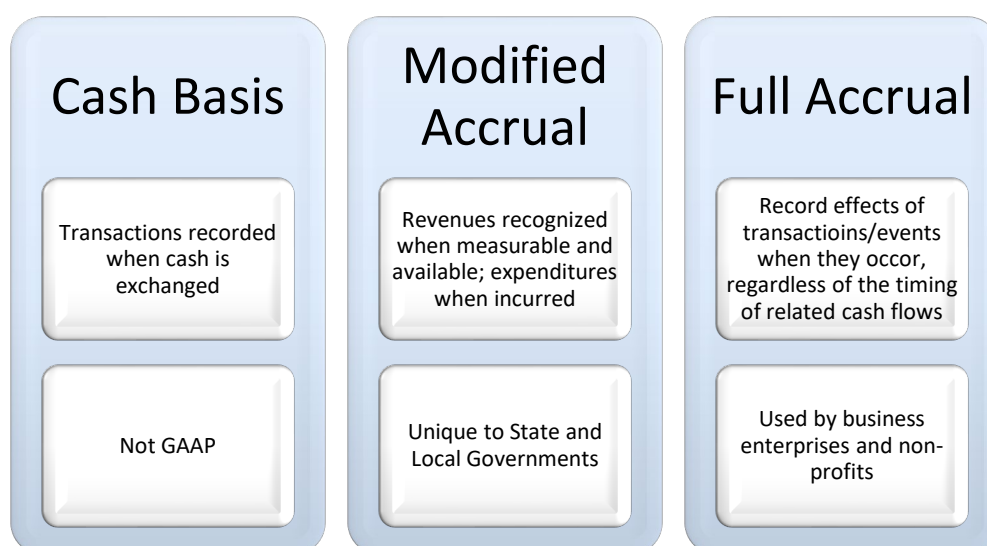 Cash Basis
Transactions recorded
when cash is
exchanged
Not GAAP
Modified
Accrual
Revenues recognized
when measurable and
available; expenditures
when incurred
Unique to State and
Local Governments
Full Accrual
Record effects of
transactioins/events
when they occor,
regardless of the timing
of related cash flows
Used by business
enterprises and non-
profits